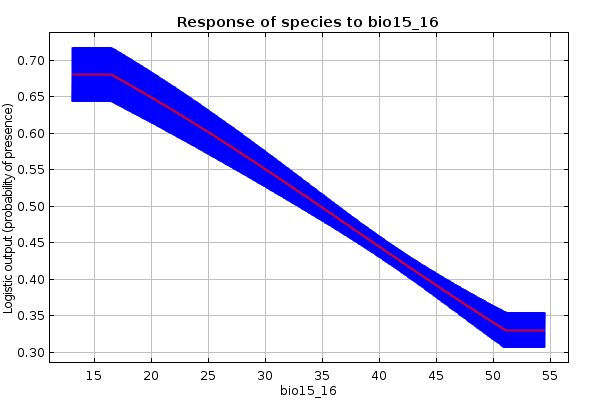 Response of species to bio15_16
Logistic output (probability of presence)
0.70
0.65
0.60
0.55
0.50
0.45
0.40
0.35
0.30
15 20 25 30 35 40 45 50 55
bio15_16